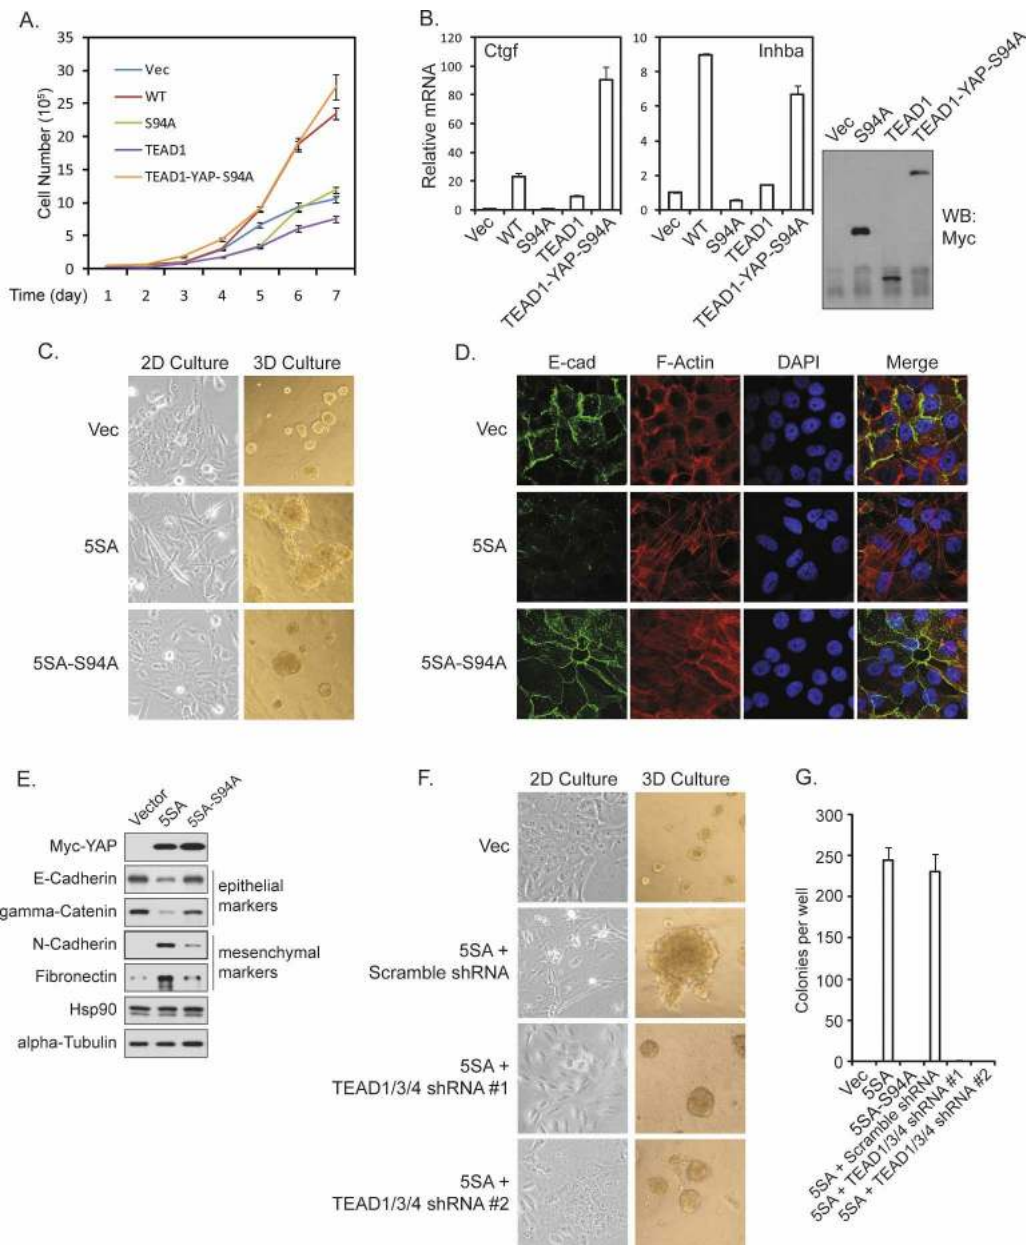 A.
35
30
25
20
15
10
5
0
Cell Number (10⁵)
Vec
WT
S94A
TEAD1
TEAD1-YAP- S94A
Time (day) 1 2 3 4 5 6 7
B.
Relative mRNA
Ctgf
120
100
80
60
40
20
0
Vec
WT
S94A
TEAD1
TEAD1-YAP-S94A
Inhba
10
8
6
4
2
0
Vec
WT
S94A
TEAD1
TEAD1-YAP-S94A
Vec
S94A
TEAD1
TEAD1-YAP-S94A
WB:
Myc
C.
2D Culture 3D Culture
Vec
5SA
5SA-S94A
D.
E-cad F-Actin DAPI Merge
Vec
5SA
5SA-S94A
E.
Vector
5SA
5SA-S94A
Myc-YAP
E-Cadherin
gamma-Catenin
epithelial
markers
N-Cadherin
Fibronectin
mesenchymal
markers
Hsp90
alpha-Tubulin
F.
2D Culture 3D Culture
Vec
5SA +
Scramble shRNA
5SA +
TEAD1/3/4 shRNA #1
5SA +
TEAD1/3/4 shRNA #2
G.
Colonies per well
300
250
200
150
100
50
0
Vec
5SA
5SA-S94A
5SA + Scramble shRNA
5SA + TEAD1/3/4 shRNA #1
5SA + TEAD1/3/4 shRNA #2